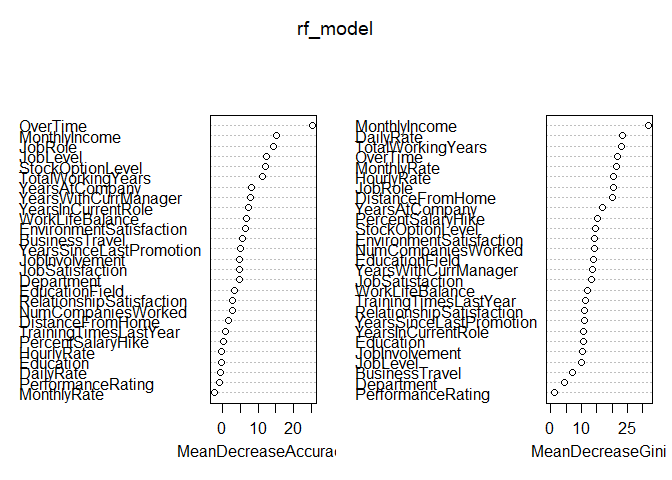 rf_model
OverTime
MonthlyIncome
JobRole
JobLevel
StockOptionLevel
TotalWorkingYears
YearsAtCompany
YearsWithCurrManager
YearsInCurrentRole
WorkLifeBalance
EnvironmentSatisfaction
BusinessTravel
YearsSinceLastPromotion
JobInvolvement
JobSatisfaction
Department
EducationField
RelationshipSatisfaction
NumCompaniesWorked
DistanceFromHome
TrainingTimesLastYear
PercentSalaryHike
HourlyRate
Education
DailyRate
PerformanceRating
MonthlyRate
0 10 20
MeanDecreaseAccurac
MonthlyIncome
DailyRate
TotalWorkingYears
OverTime
MonthlyRate
HourlyRate
JobRole
DistanceFromHome
YearsAtCompany
PercentSalaryHike
StockOptionLevel
EnvironmentSatisfaction
NumCompaniesWorked
EducationField
YearsWithCurrManager
JobSatisfaction
WorkLifeBalance
TrainingTimesLastYear
RelationshipSatisfaction
YearsSinceLastPromotion
YearsInCurrentRole
Education
JobInvolvement
JobLevel
BusinessTravel
Department
PerformanceRating
0 10 25
MeanDecreaseGini